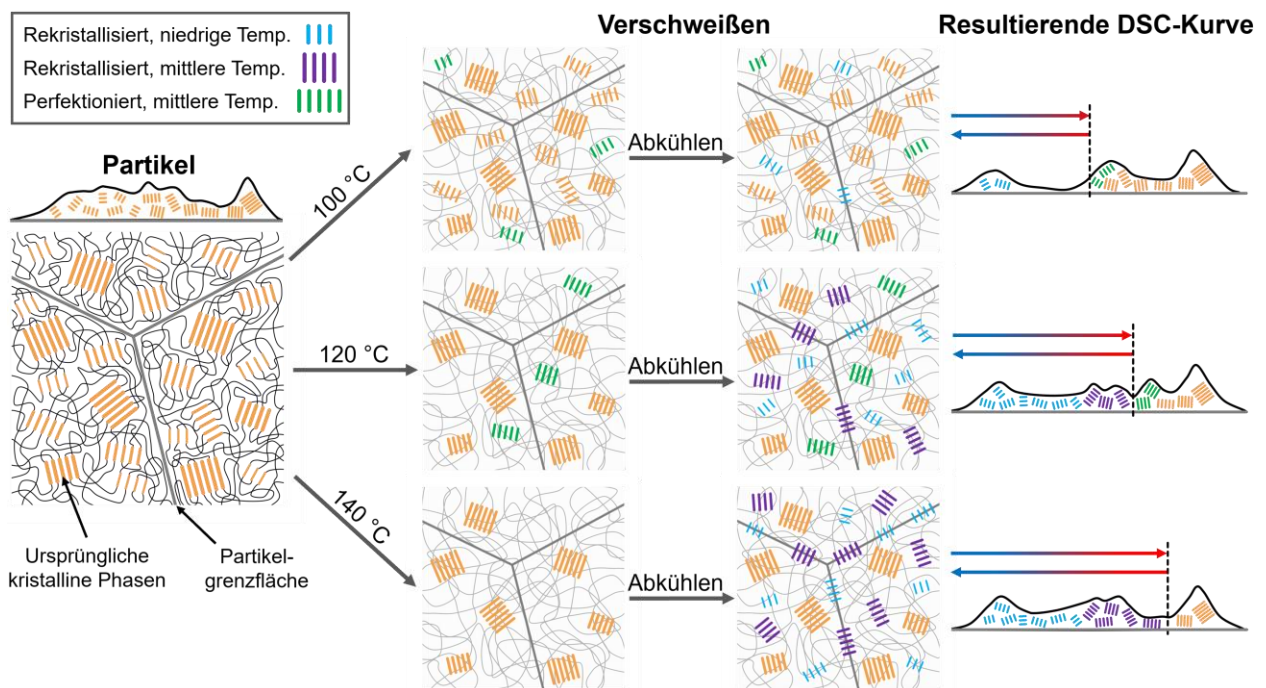 Verschweißen
Resultierende DSC-Kurve
Rekristallisiert, niedrige Temp.
Rekristallisiert, mittlere Temp.
Perfektioniert, mittlere Temp.
Partikel
100 °C
Abkühlen
120 °C
Abkühlen
140 °C
Abkühlen
Ursprüngliche
kristalline Phasen
Partikel-
grenzfläche